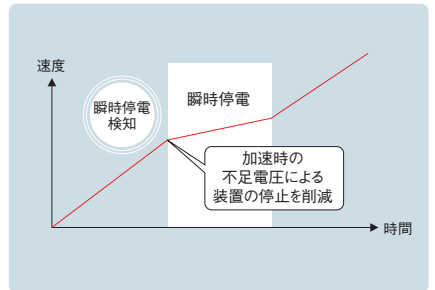 速度
瞬時停電
検知
瞬時停電
加速時の
不足電圧による
装置の停止を削減
時間